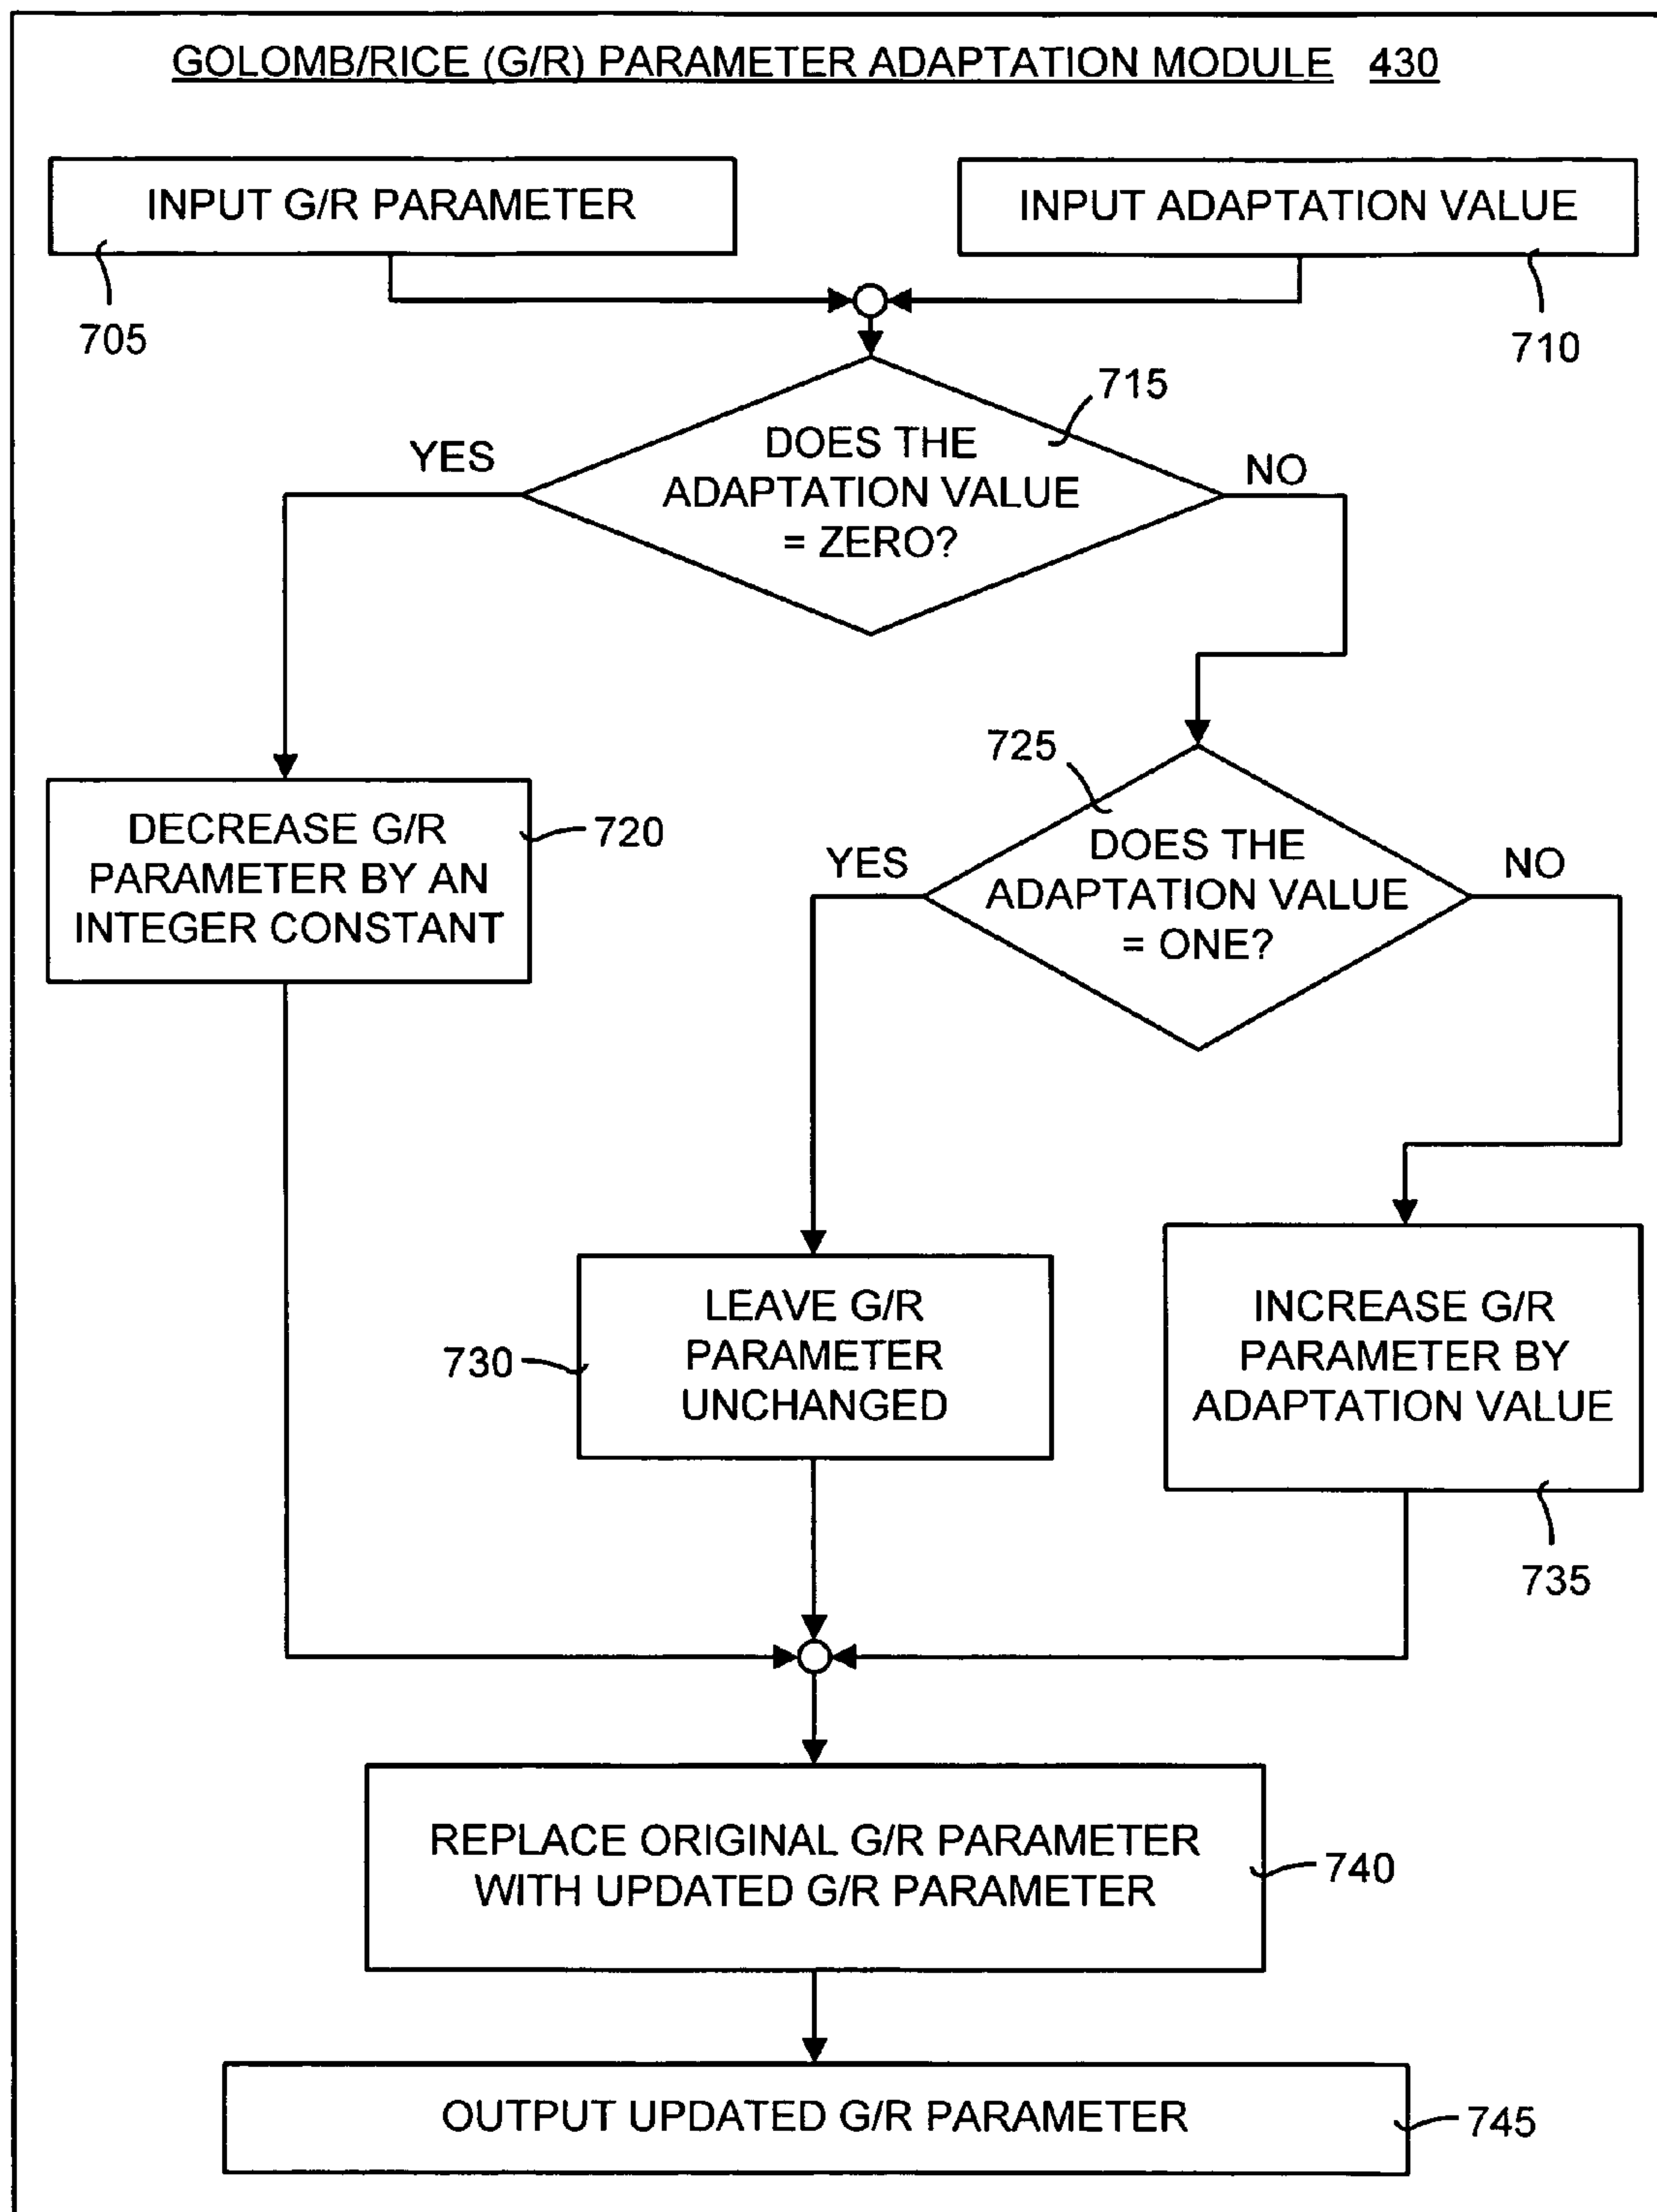 GOLOMB/RICE (G/R) PARAMETER ADAPTATION MODULE 430
INPUT G/R PARAMETER
INPUT ADAPTATION VALUE
705
710
715
DOES THE
ADAPTATION VALUE
= ZERO?
YES
NO
725
DECREASE G/R
PARAMETER BY AN
INTEGER CONSTANT
720
DOES THE
ADAPTATION VALUE
= ONE?
YES
NO
LEAVE G/R
PARAMETER
UNCHANGED
730
INCREASE G/R
PARAMETER BY
ADAPTATION VALUE
735
REPLACE ORIGINAL G/R PARAMETER
WITH UPDATED G/R PARAMETER
740
OUTPUT UPDATED G/R PARAMETER
745